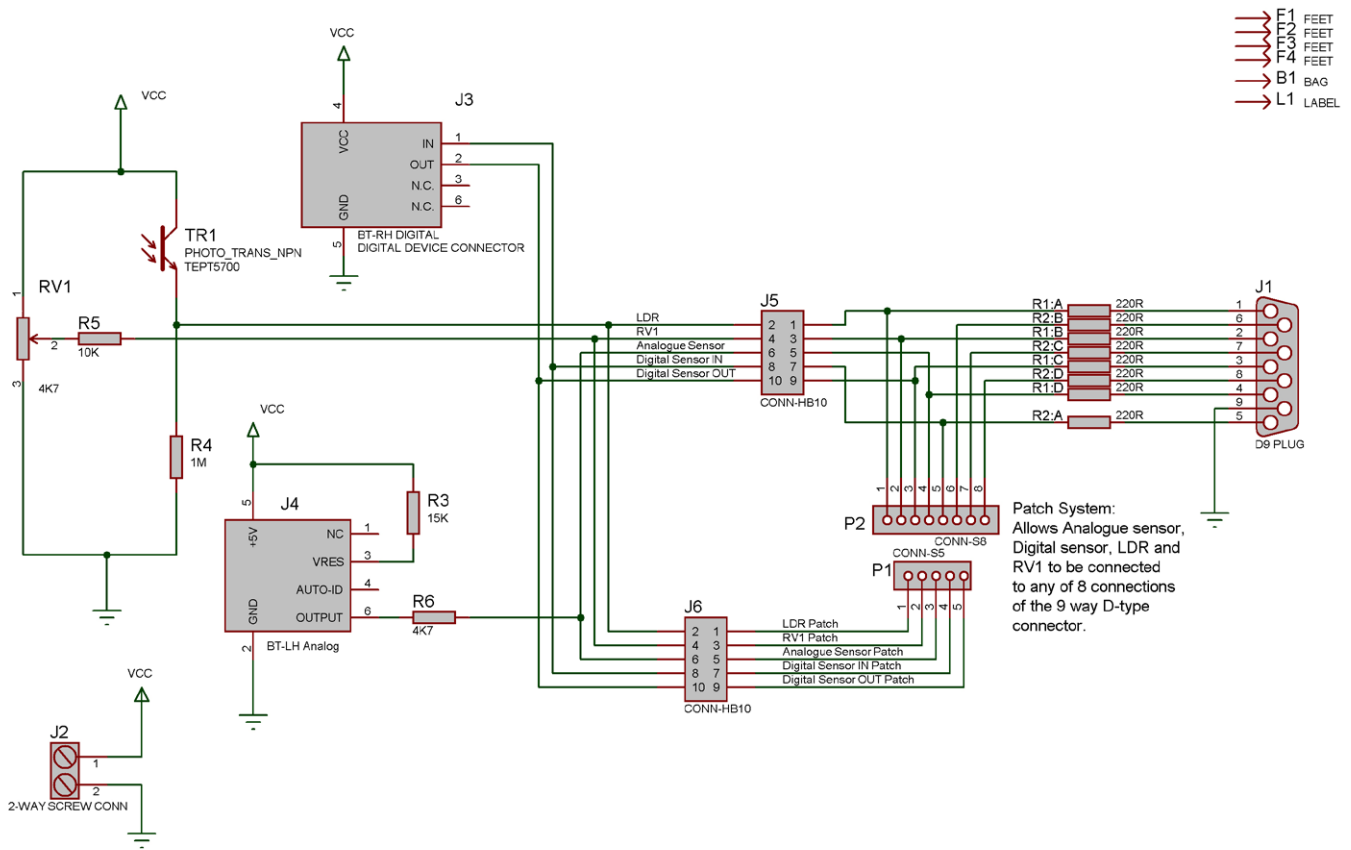 F1 FEET
F2 FEET
F3 FEET
F4 FEET
B1 BAG
L1 LABEL
VCC
VCC
J3
4
VCC
IN 1
OUT 2
N.C. 3
N.C. 6
GND
5
BT-RH DIGITAL
DIGITAL DEVICE CONNECTOR
TR1
PHOTO_TRANS_NPN
TEPT5700
RV1
1
2
3
4K7
R5
10K
R4
1M
LDR
RV1
Analogue Sensor
Digital Sensor IN
Digital Sensor OUT
J5
2 1
4 3
6 5
8 7
10 9
CONN-HB10
R1:A 220R
R2:B 220R
R1:B 220R
R2:C 220R
R1:C 220R
R2:D 220R
R1:D 220R
R2:A 220R
J1
1
6
2
7
3
8
4
9
5
D9 PLUG
VCC
J4
5
+5V
NC 1
VRES 3
AUTO-ID 4
OUTPUT 6
GND
2
BT-LH Analog
R3
15K
R6
4K7
1 2 3 4 5 6 7 8
P2
CONN-S8
CONN-S5
P1
1 2 3 4 5
Patch System:
Allows Analogue sensor,
Digital sensor, LDR and
RV1 to be connected
to any of 8 connections
of the 9 way D-type
connector.
J6
2 1
4 3
6 5
8 7
10 9
CONN-HB10
LDR Patch
RV1 Patch
Analogue Sensor Patch
Digital Sensor IN Patch
Digital Sensor OUT Patch
VCC
J2
1
2
2-WAY SCREW CONN